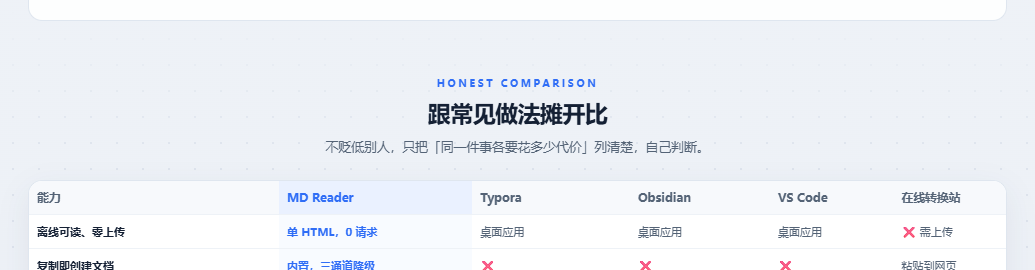 HONEST COMPARISON
跟常见做法摊开比
不贬低别人，只把「同一件事各要花多少代价」列清楚，自己判断。
能力 MD Reader Typora Obsidian VS Code 在线转换站
离线可读、零上传 单 HTML，0 请求 桌面应用 桌面应用 桌面应用 ❌ 需上传
复制即创建文档 内置，三通道降级 ❌ ❌ ❌ 粘贴到网页